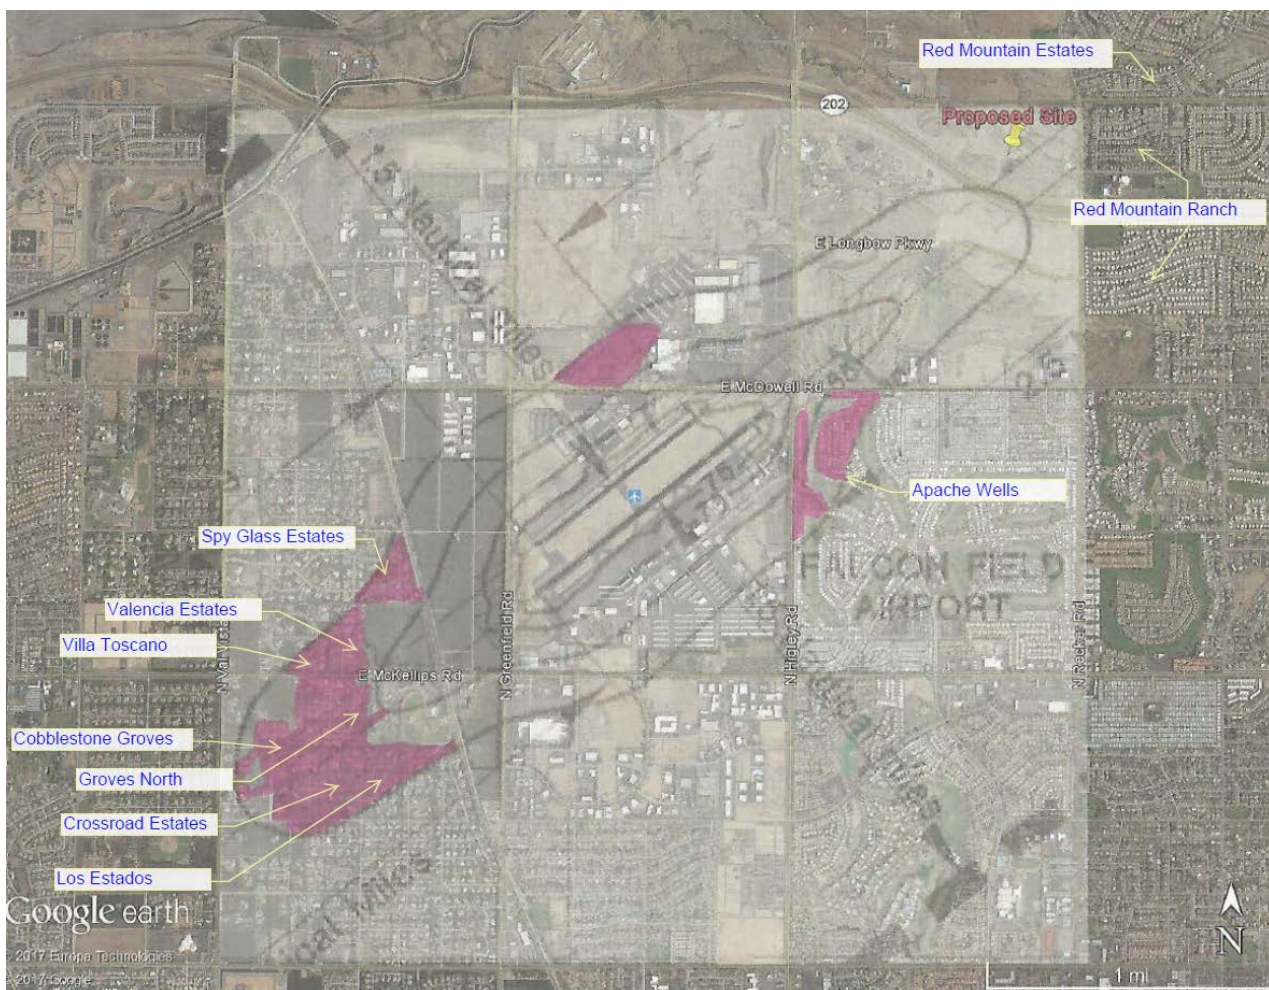 Red Mountain Estates
202
Proposed Site
Red Mountain Ranch
E Longbow Pkwy
E McDowell Rd
Apache Wells
Spy Glass Estates
FALCON FIELD
AIRPORT
Valencia Estates
Villa Toscano
N Val Vista
E McKellips Rd
N Greenfield Rd
N Higley Rd
N Recker Rd
Cobblestone Groves
Groves North
Crossroad Estates
Los Estados
Google earth
© 2017 Europa Technologies
© 2017 Google
N
1 mi